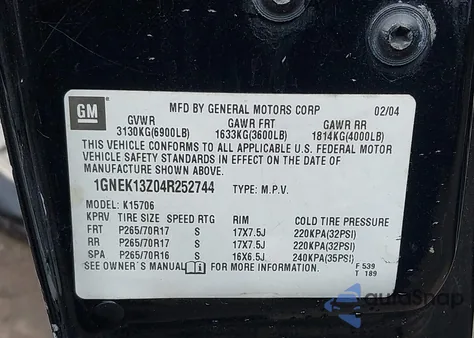 GM MFD BY GENERAL MOTORS CORP 02/04
GVWR GAWR FRT GAWR RR
3130KG(6900LB) 1633KG(3600LB) 1814KG(4000LB)
THIS VEHICLE CONFORMS TO ALL APPLICABLE U.S. FEDERAL MOTOR
VEHICLE SAFETY STANDARDS IN EFFECT ON THE DATE OF
MANUFACTURE SHOWN ABOVE.
1GNEK13Z04R252744 TYPE: M.P.V.
MODEL: K15706
KPRV TIRE SIZE SPEED RTG RIM COLD TIRE PRESSURE
FRT P265/70R17 S 17X7.5J 220KPA(32PSI)
RR P265/70R17 S 17X7.5J 220KPA(32PSI)
SPA P265/70R16 S 16X6.5J 240KPA(35PSI)
SEE OWNER'S MANUAL FOR MORE INFORMATION. F 539
T 189
autoSnap